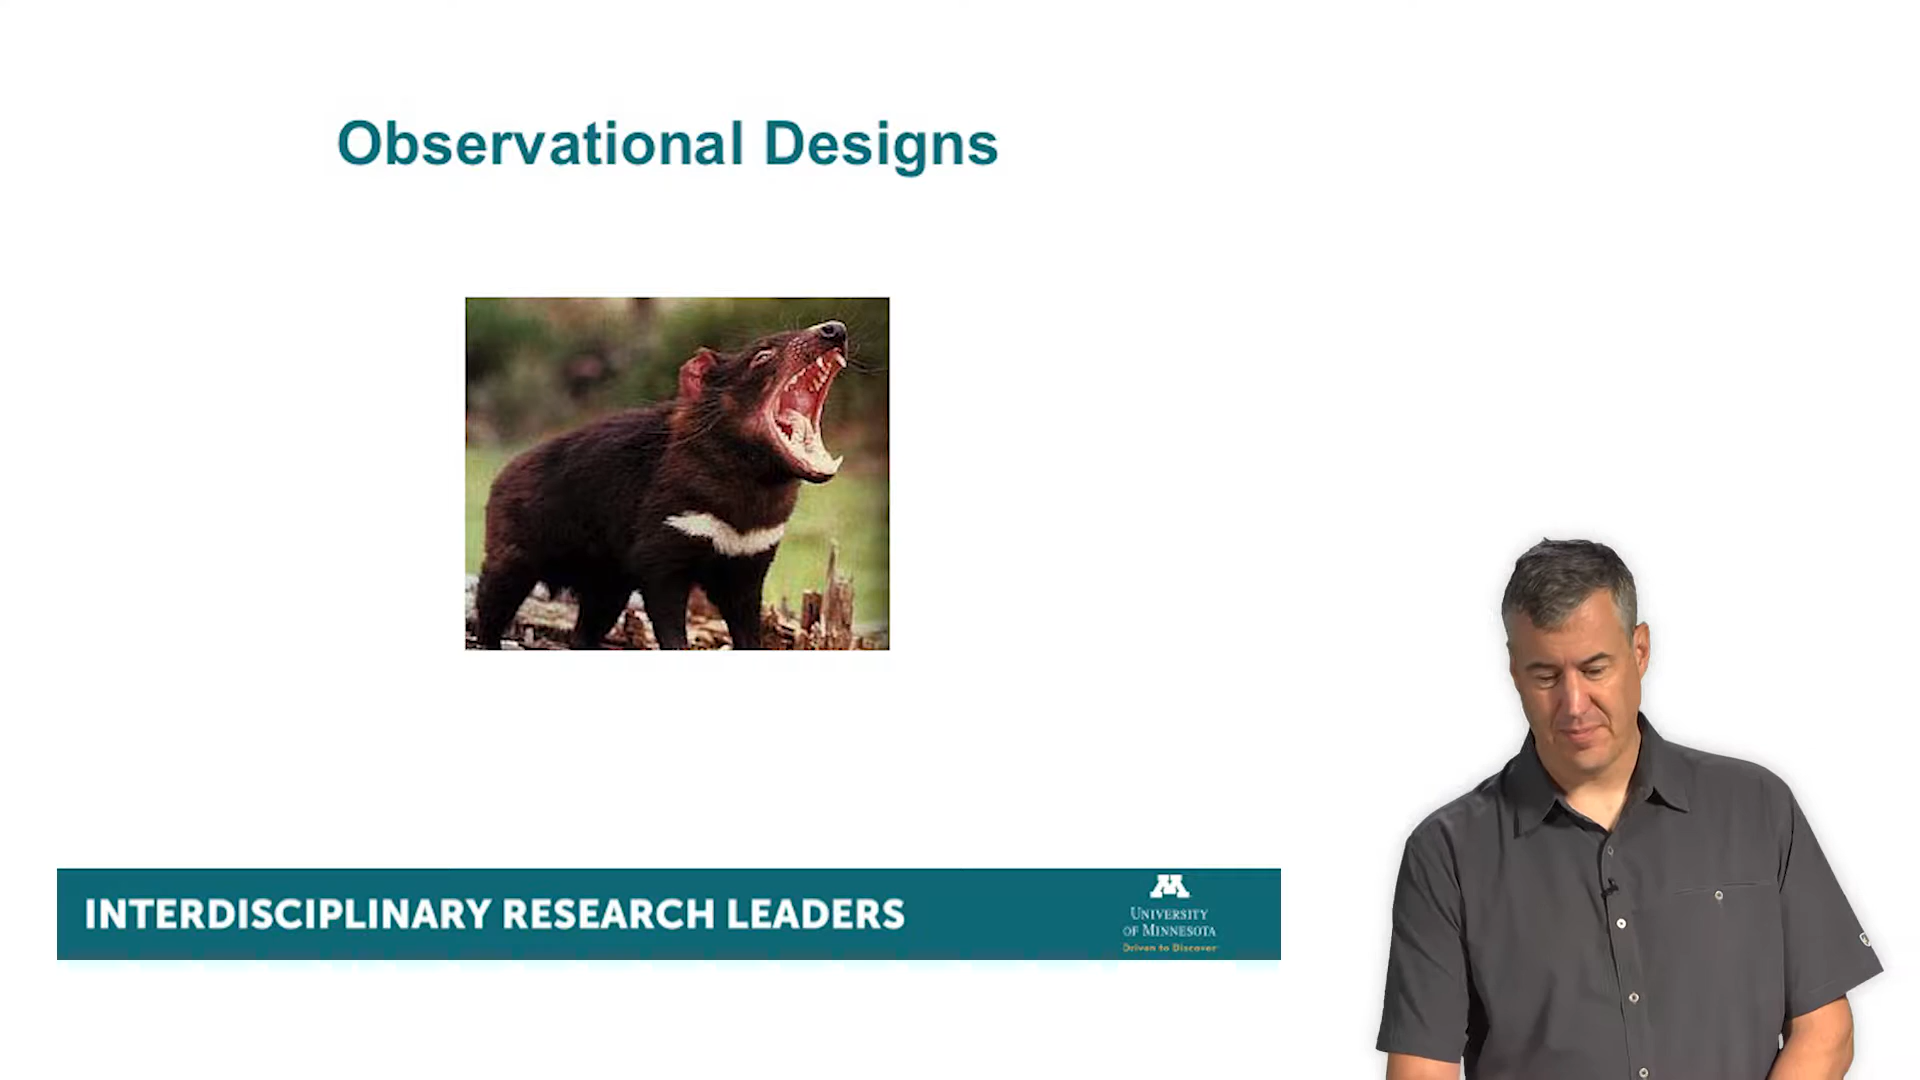 Observational Designs
INTERDISCIPLINARY RESEARCH LEADERS
M
UNIVERSITY
OF MINNESOTA
Driven to Discover